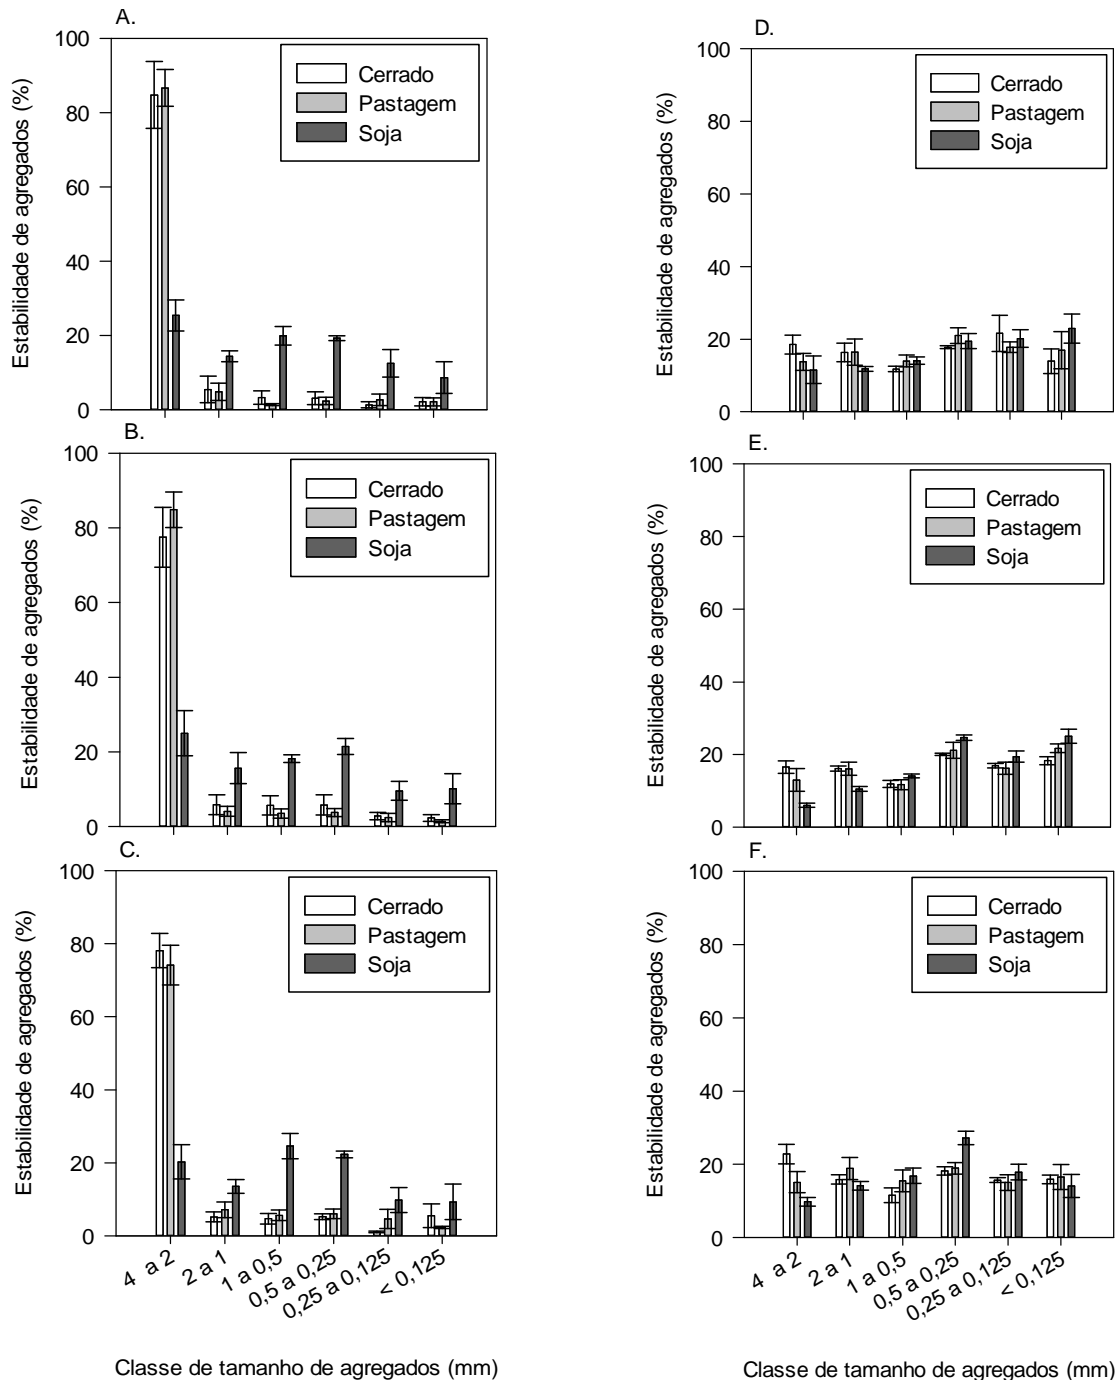 A.
Estabilidade de agregados (%)
100
80
60
40
20
0
Cerrado
Pastagem
Soja
D.
Estabilidade de agregados (%)
100
80
60
40
20
0
Cerrado
Pastagem
Soja
B.
Estabilidade de agregados (%)
100
80
60
40
20
0
Cerrado
Pastagem
Soja
E.
Estabilidade de agregados (%)
100
80
60
40
20
0
Cerrado
Pastagem
Soja
C.
Estabilidade de agregados (%)
100
80
60
40
20
0
Cerrado
Pastagem
Soja
4 a 2
2 a 1
1 a 0,5
0,5 a 0,25
0,25 a 0,125
< 0,125
Classe de tamanho de agregados (mm)
F.
Estabilidade de agregados (%)
100
80
60
40
20
0
Cerrado
Pastagem
Soja
4 a 2
2 a 1
1 a 0,5
0,5 a 0,25
0,25 a 0,125
< 0,125
Classe de tamanho de agregados (mm)